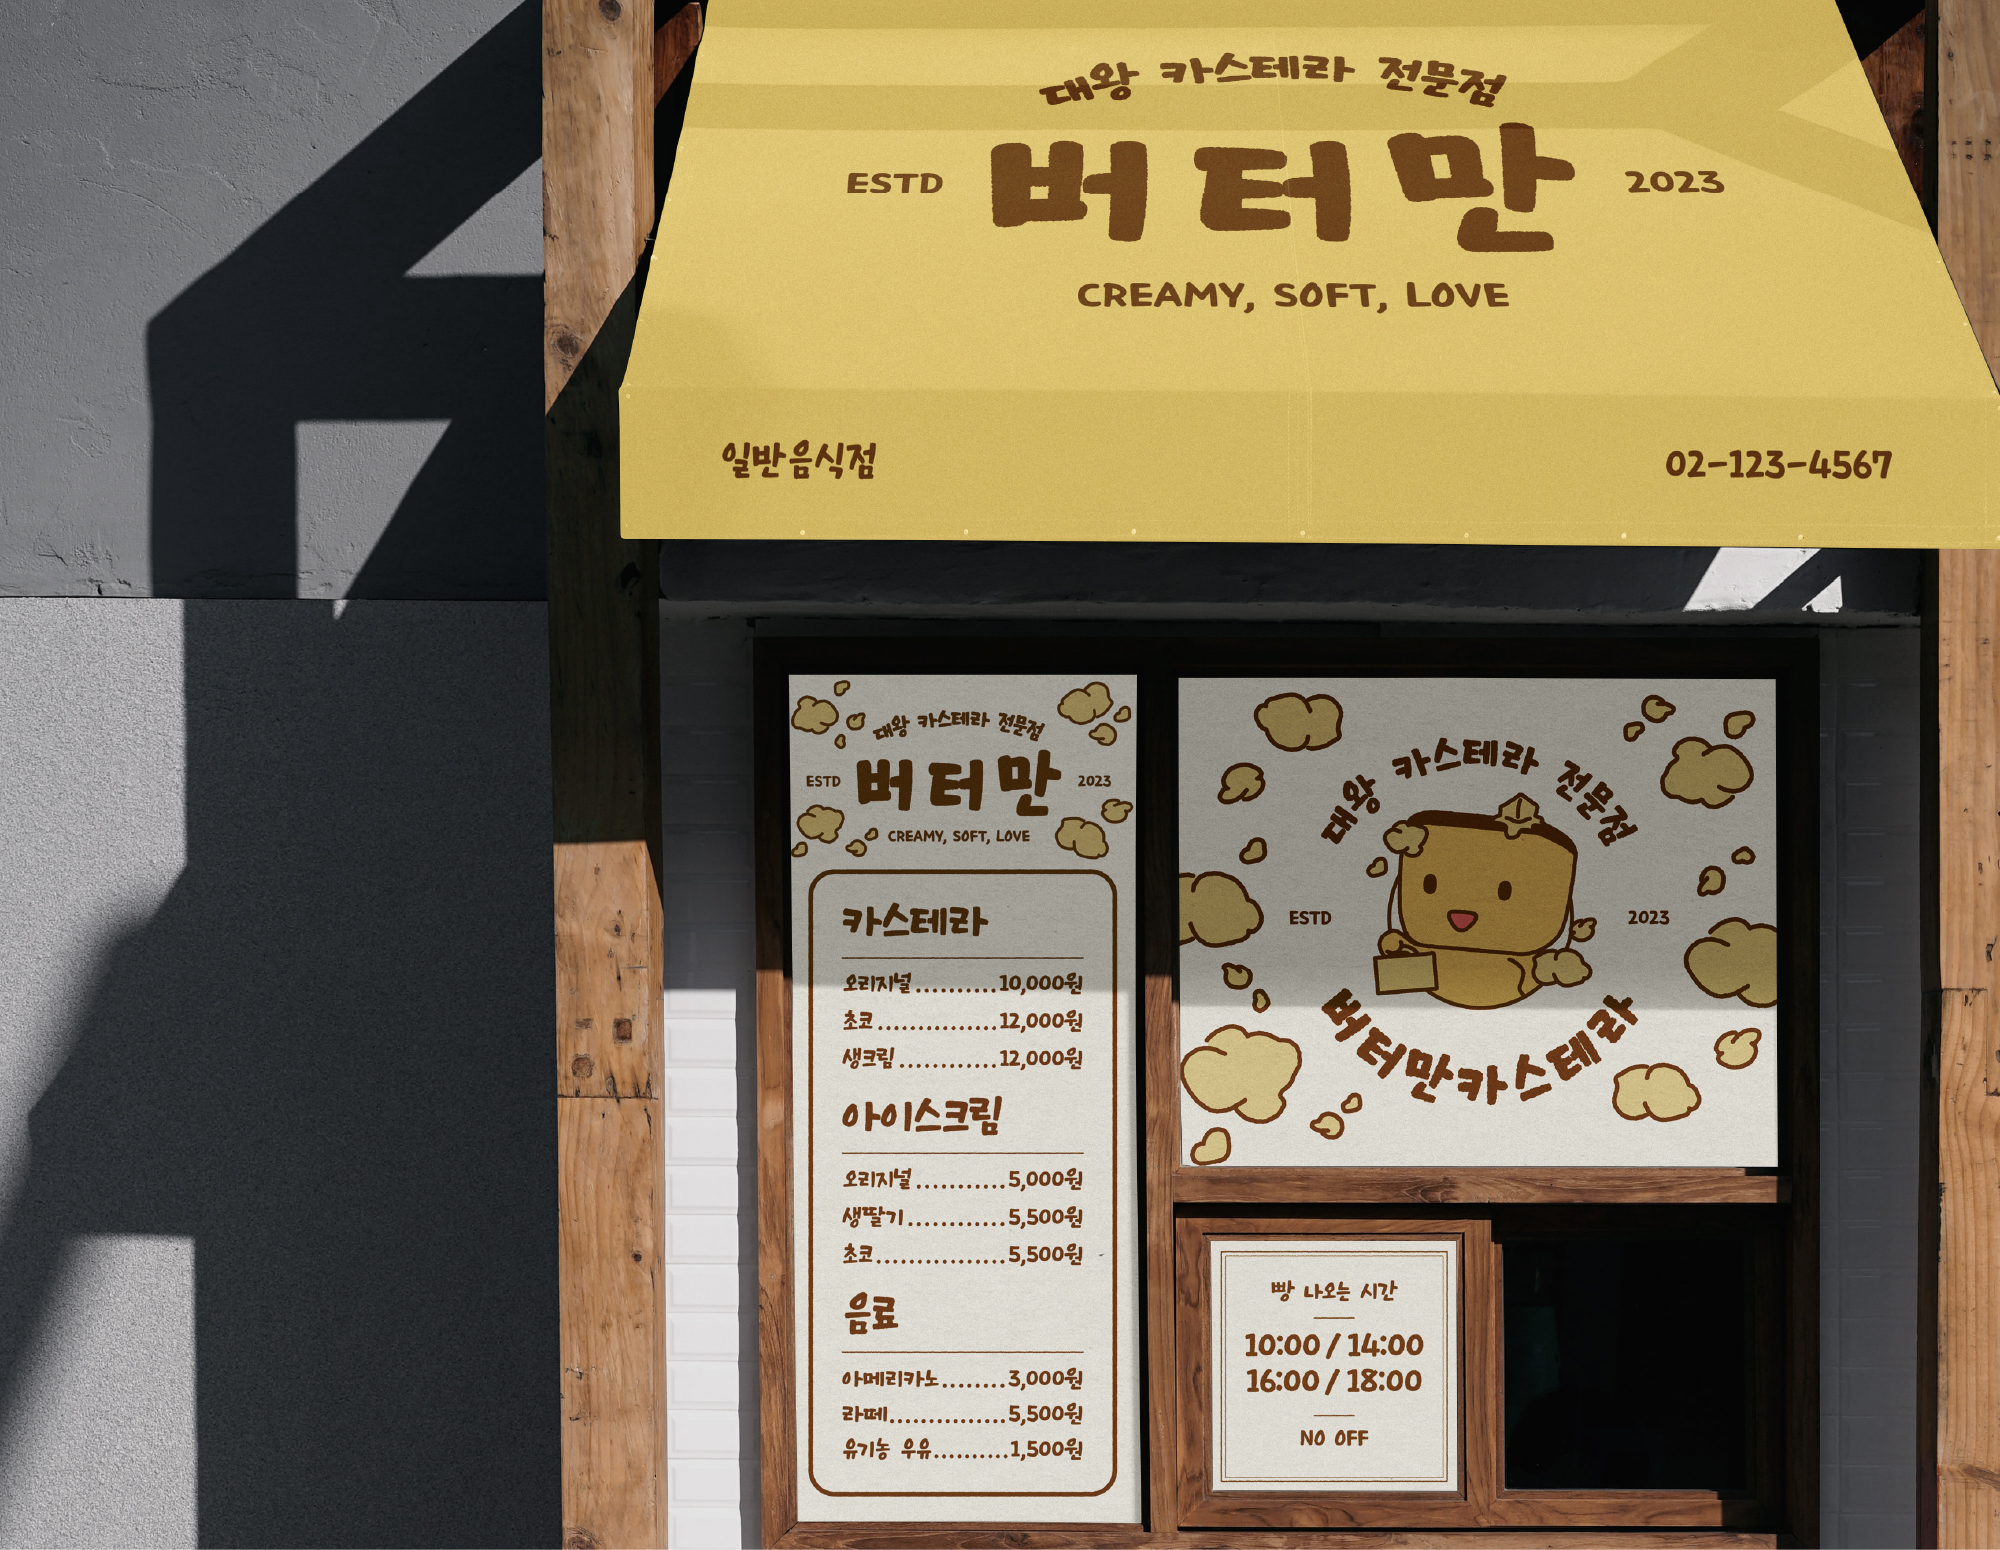 대왕 카스테라 전문점
ESTD 버터만 2023
CREAMY, SOFT, LOVE
일반음식점 02-123-4567
대왕 카스테라 전문점
ESTD 버터만 2023
CREAMY, SOFT, LOVE
카스테라
오리지널..........10,000원
초코...............12,000원
생크림............12,000원
아이스크림
오리지널...........5,000원
생딸기............5,500원
초코................5,500원
음료
아메리카노........3,000원
라떼..............5,500원
유기농 우유..........1,500원
대왕 카스테라 전문점
ESTD 2023
버터만카스테라
빵 나오는 시간
10:00 / 14:00
16:00 / 18:00
NO OFF